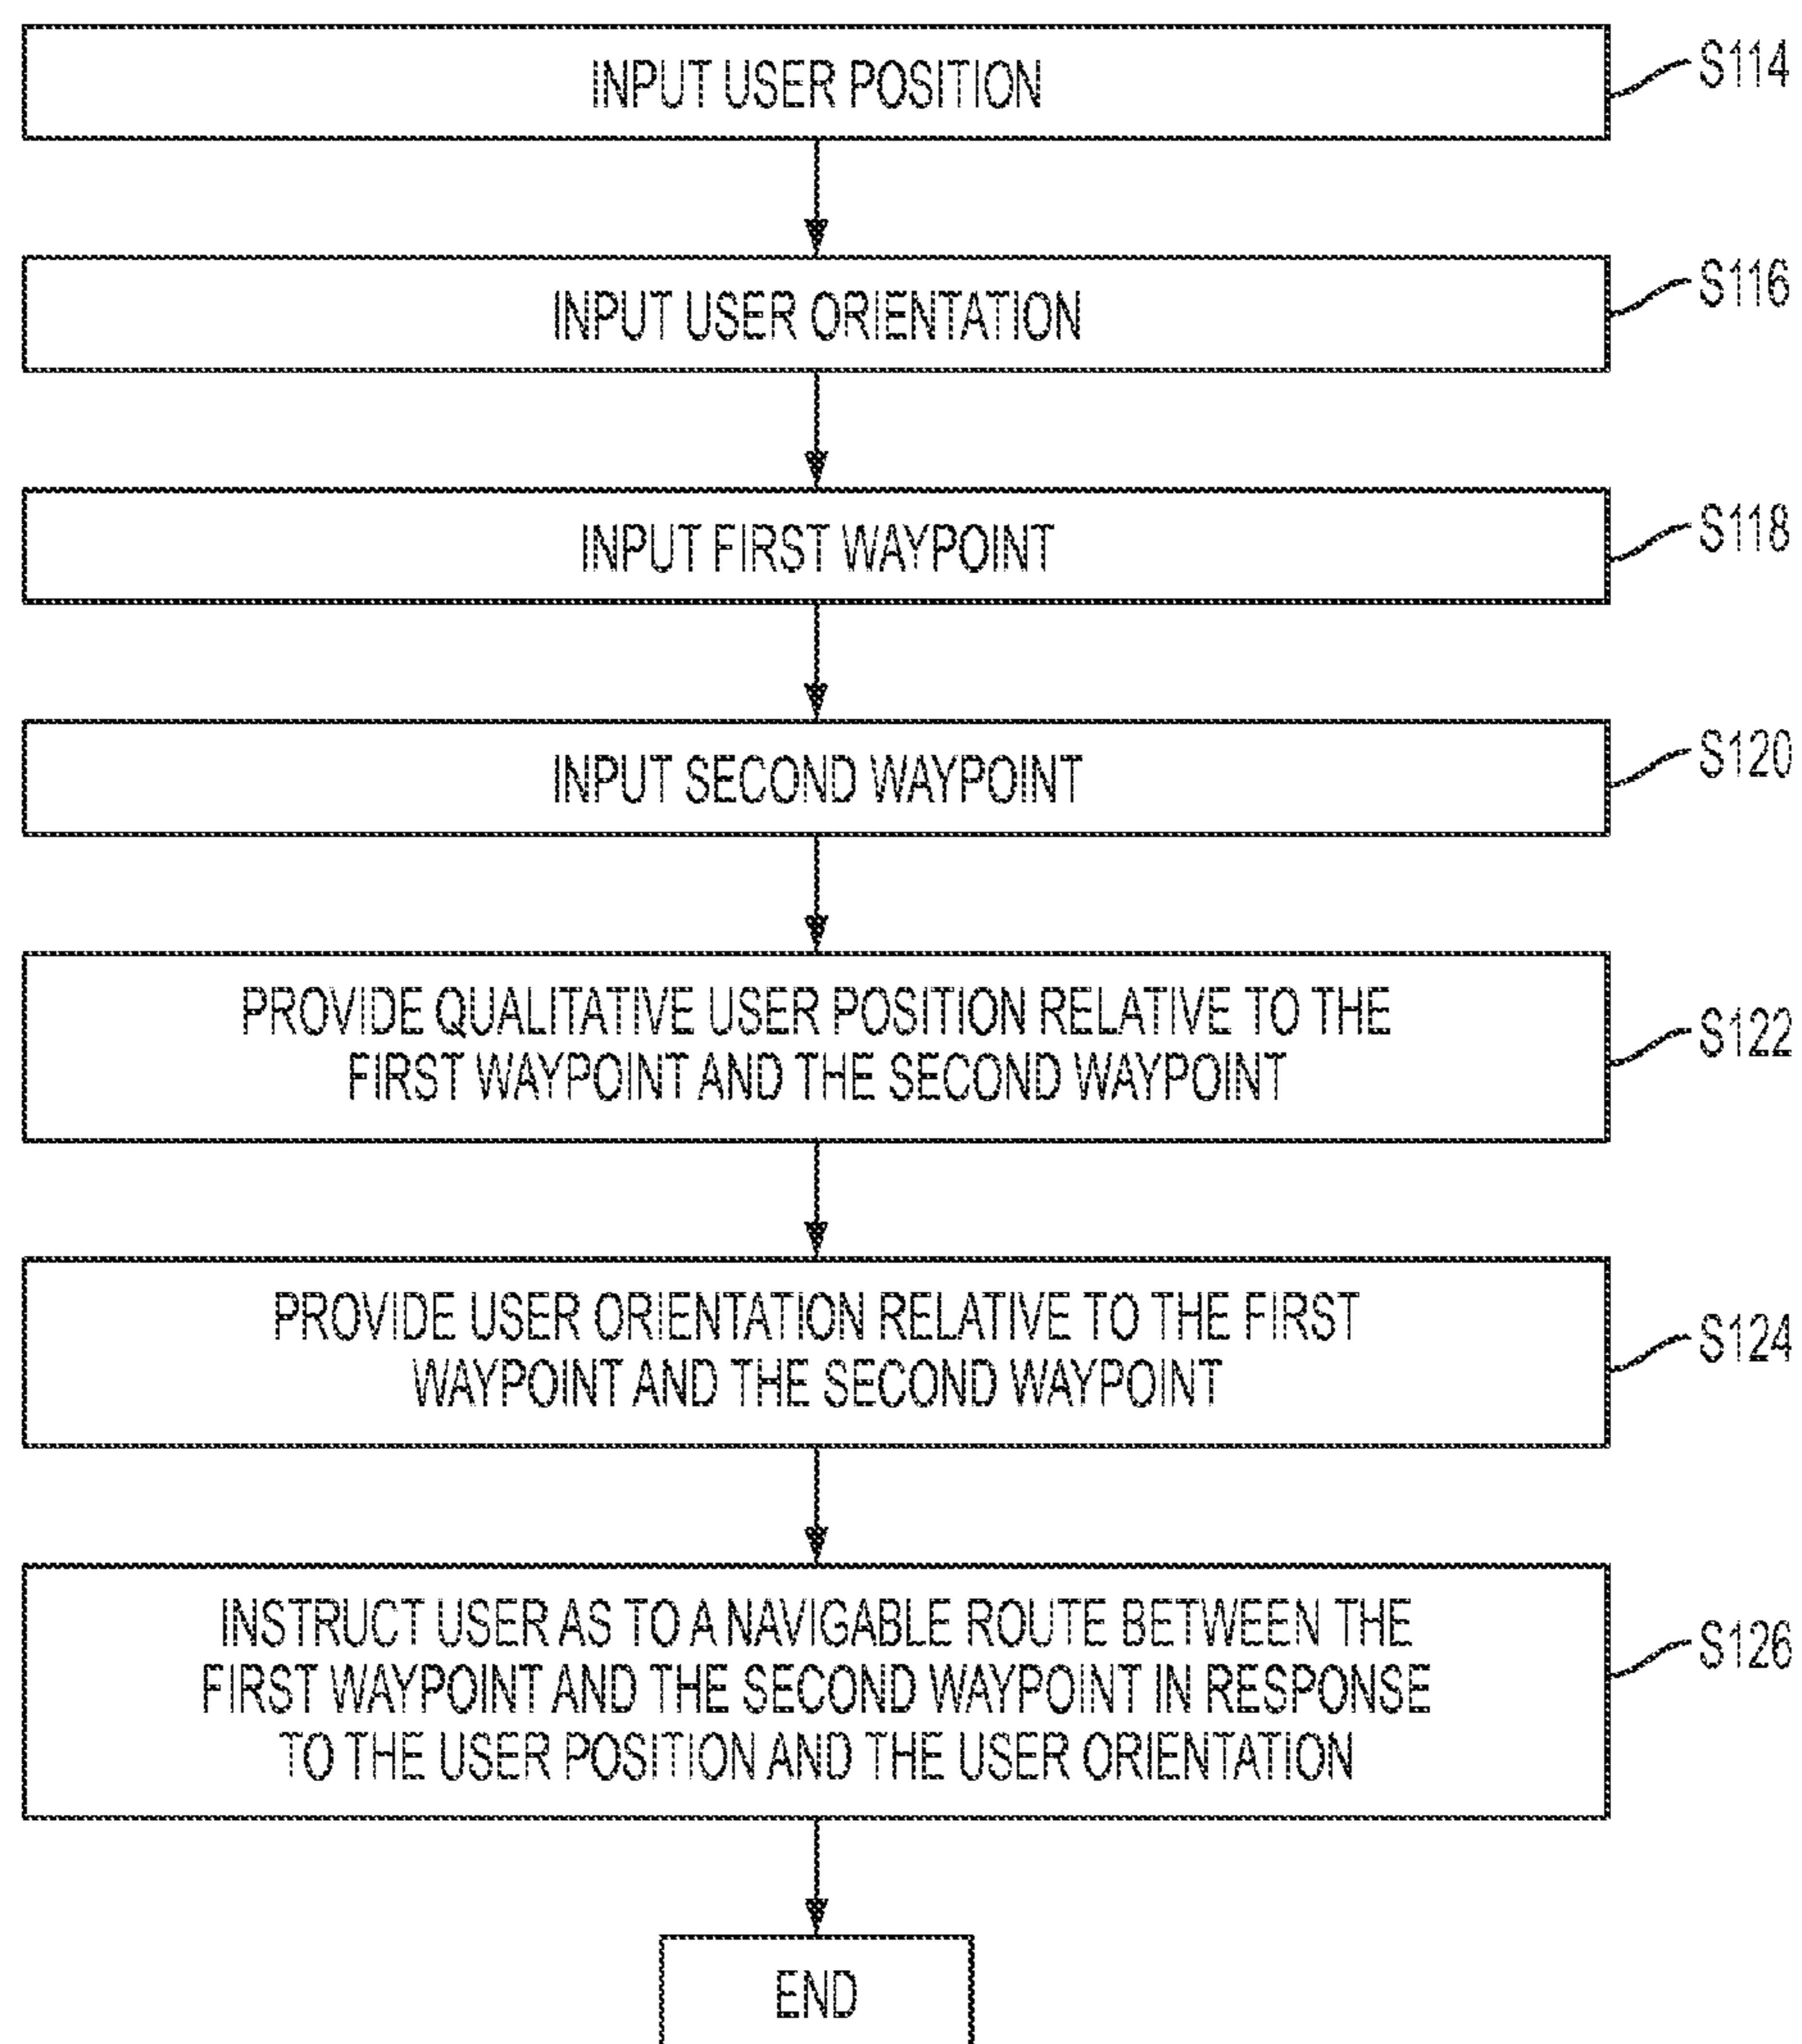 INPUT USER POSITION
S114
INPUT USER ORIENTATION
S116
INPUT FIRST WAYPOINT
S118
INPUT SECOND WAYPOINT
S120
PROVIDE QUALITATIVE USER POSITION RELATIVE TO THE
FIRST WAYPOINT AND THE SECOND WAYPOINT
S122
PROVIDE USER ORIENTATION RELATIVE TO THE FIRST
WAYPOINT AND THE SECOND WAYPOINT
S124
INSTRUCT USER AS TO A NAVIGABLE ROUTE BETWEEN THE
FIRST WAYPOINT AND THE SECOND WAYPOINT IN RESPONSE
TO THE USER POSITION AND THE USER ORIENTATION
S126
END